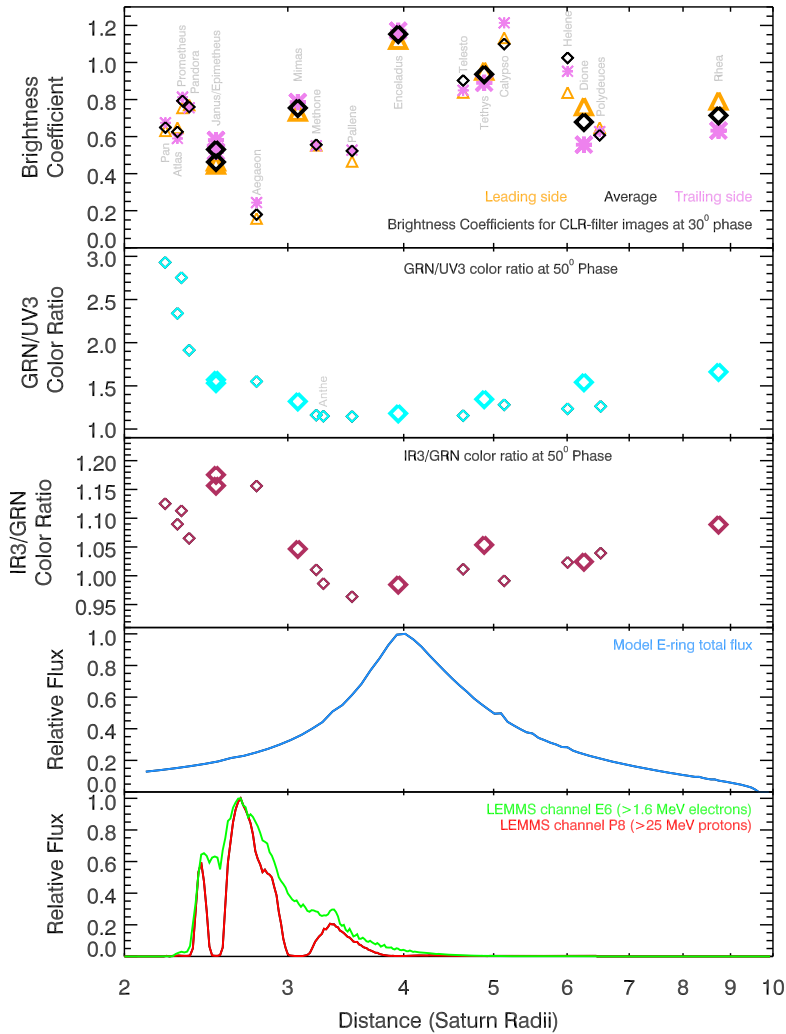 Brightness
Coefficient
1.2
1.0
0.8
0.6
0.4
0.2
0.0
Pan
Atlas
Prometheus
Pandora
Janus/Epimetheus
Aegaeon
Mimas
Methone
Pallene
Enceladus
Telesto
Tethys
Calypso
Helene
Dione
Polydeuces
Rhea
Leading side Average Trailing side
Brightness Coefficients for CLR-filter images at 30⁰ phase
GRN/UV3
Color Ratio
3.0
2.5
2.0
1.5
1.0
GRN/UV3 color ratio at 50⁰ Phase
Anthe
IR3/GRN
Color Ratio
1.20
1.15
1.10
1.05
1.00
0.95
IR3/GRN color ratio at 50⁰ Phase
Relative Flux
1.0
0.8
0.6
0.4
0.2
0.0
Model E-ring total flux
Relative Flux
1.0
0.8
0.6
0.4
0.2
0.0
LEMMS channel E6 (>1.6 MeV electrons)
LEMMS channel P8 (>25 MeV protons)
2 3 4 5 6 7 8 9 10
Distance (Saturn Radii)